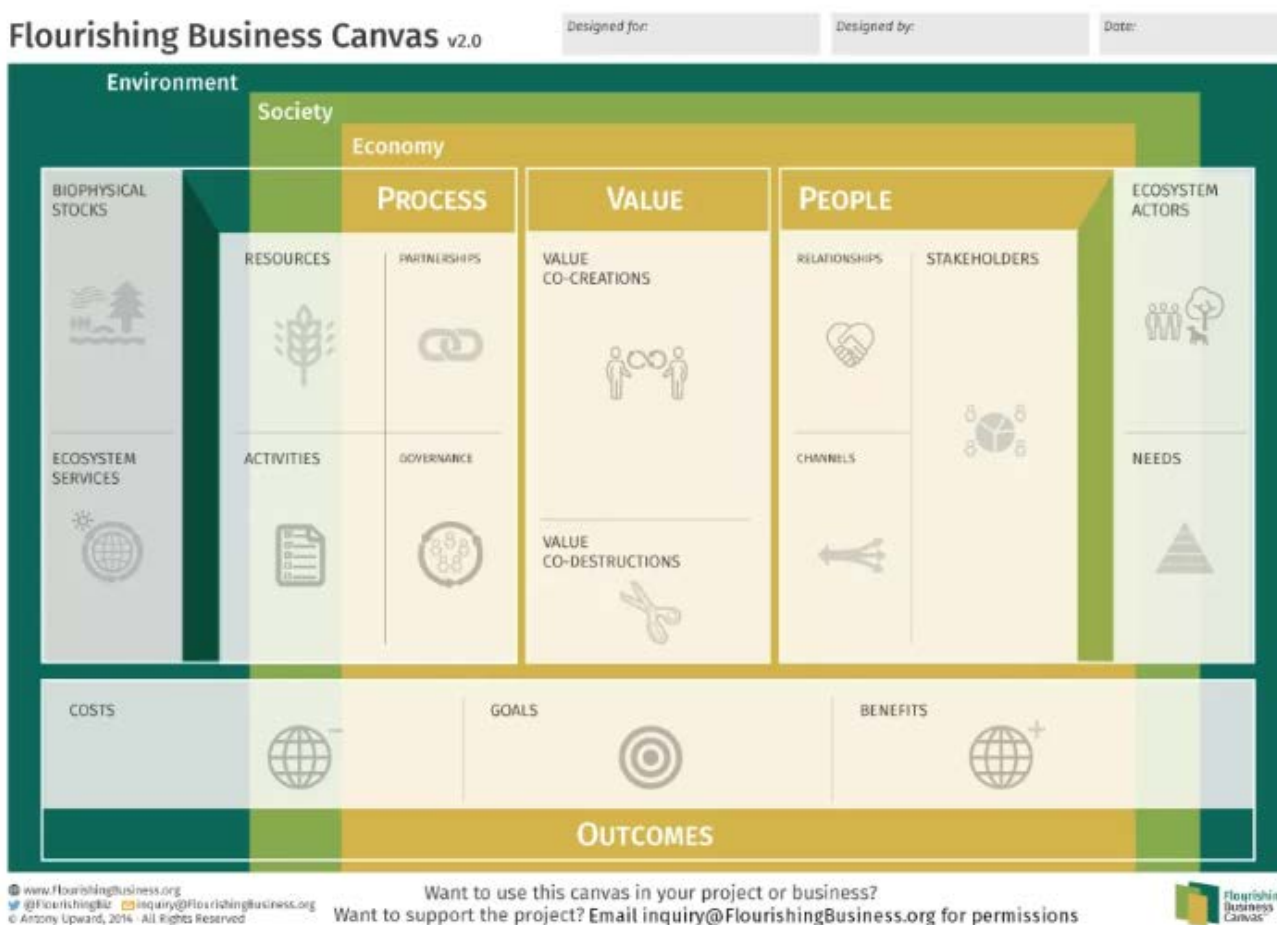 Flourishing Business Canvas v2.0
Designed for:
Designed by:
Date:
Environment
Society
Economy
BIOPHYSICAL
STOCKS
PROCESS
VALUE
PEOPLE
ECOSYSTEM
ACTORS
RESOURCES
PARTNERSHIPS
VALUE
CO-CREATIONS
RELATIONSHIPS
STAKEHOLDERS
ECOSYSTEM
SERVICES
ACTIVITIES
GOVERNANCE
VALUE
CO-DESTRUCTIONS
CHANNELS
NEEDS
COSTS
GOALS
BENEFITS
OUTCOMES
www.FlourishingBusiness.org
@FlourishingBiz inquiry@FlourishingBusiness.org
© Antony Upward, 2014 - All Rights Reserved
Want to use this canvas in your project or business?
Want to support the project? Email inquiry@FlourishingBusiness.org for permissions
Flourishin
Business
Canvas